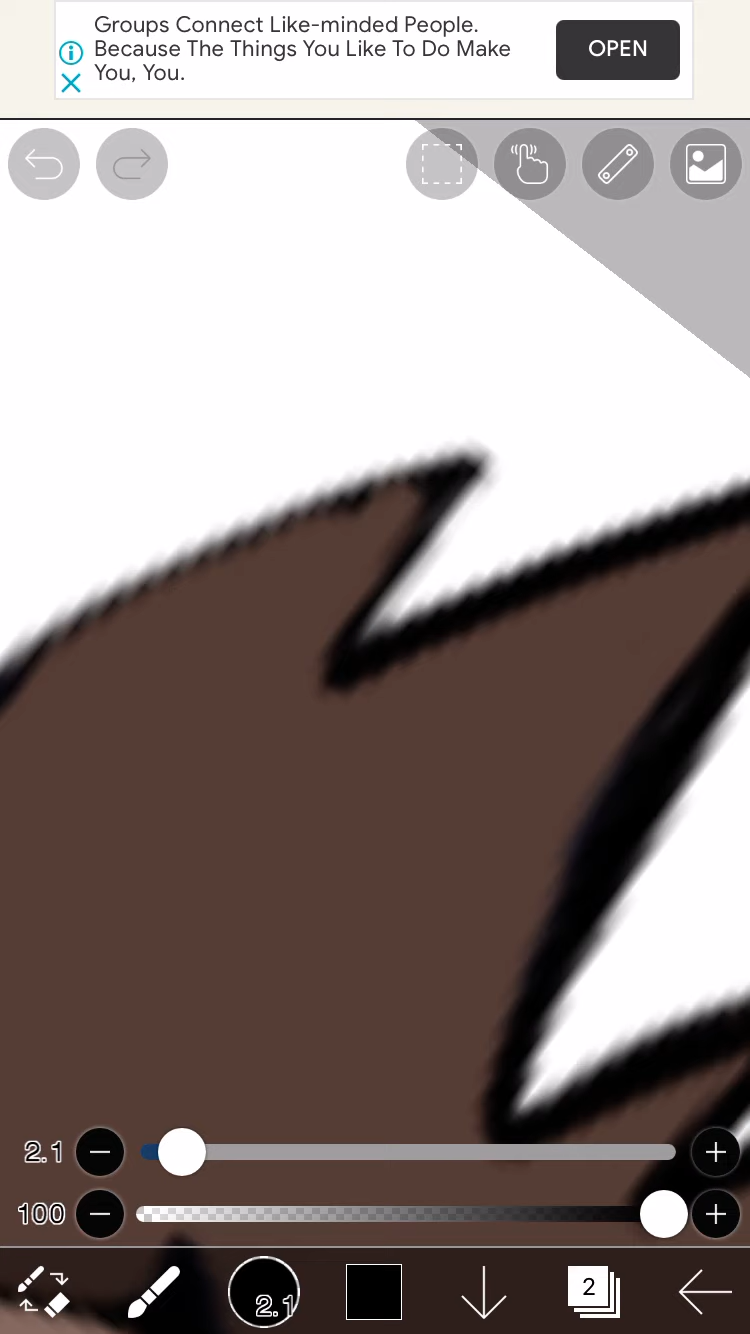 Groups Connect Like-minded People.
Because The Things You Like To Do Make
You, You.
OPEN
2.1
100
2.1
2